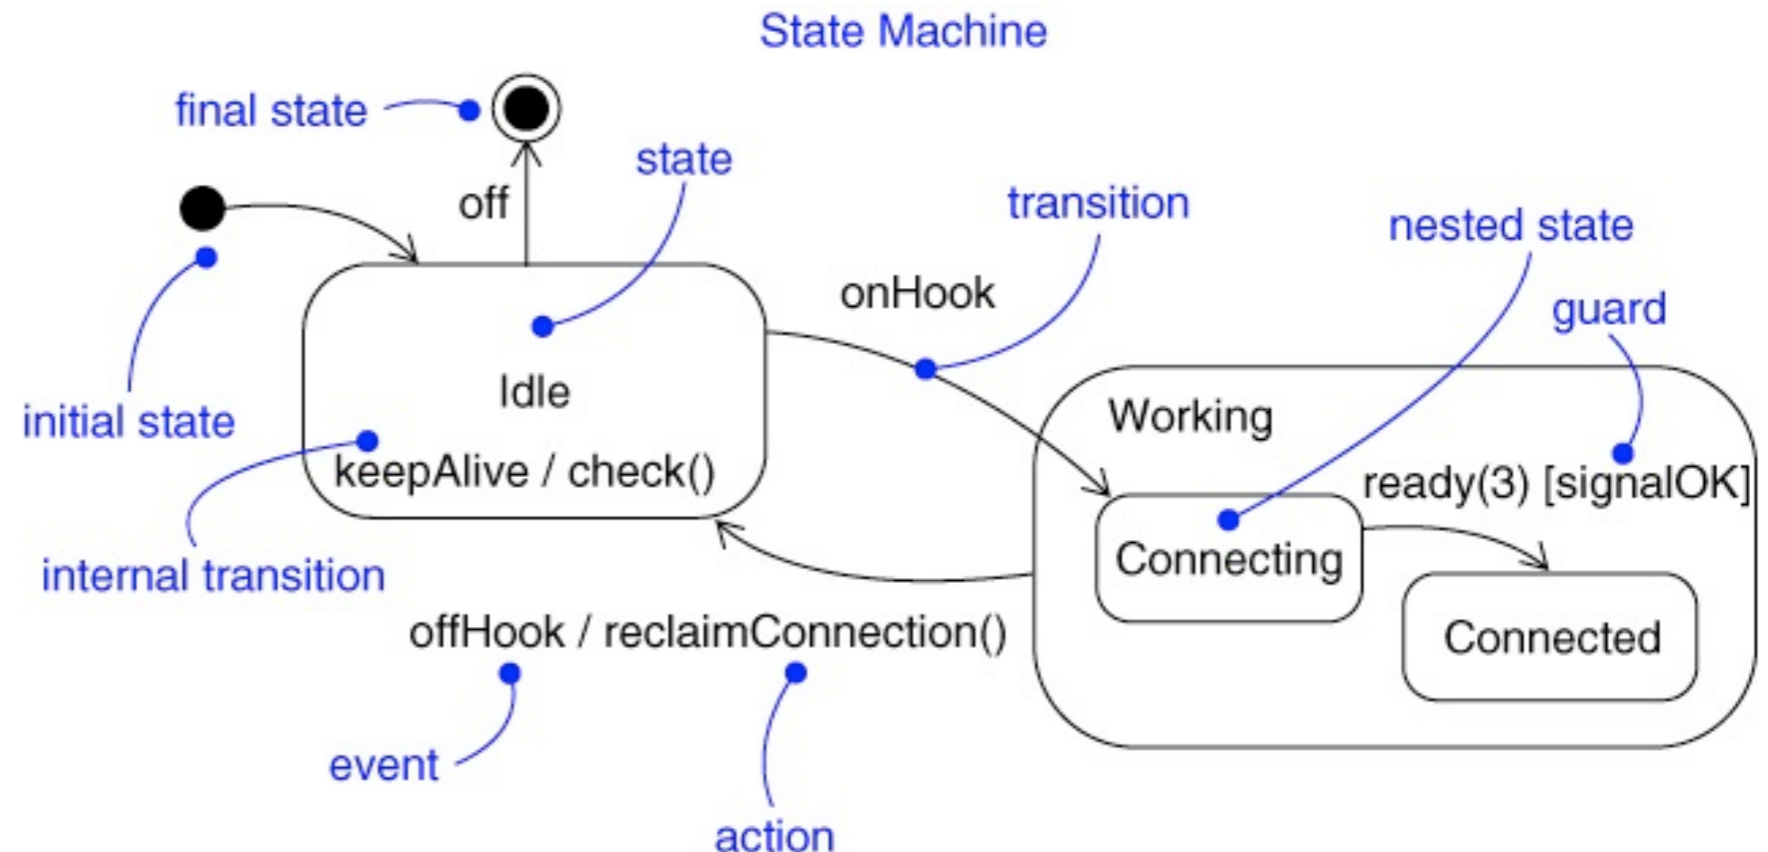 State Machine
final state
state
off
transition
nested state
onHook
guard
Idle
initial state
Working
keepAlive / check()
ready(3) [signalOK]
Connecting
internal transition
offHook / reclaimConnection()
Connected
event
action